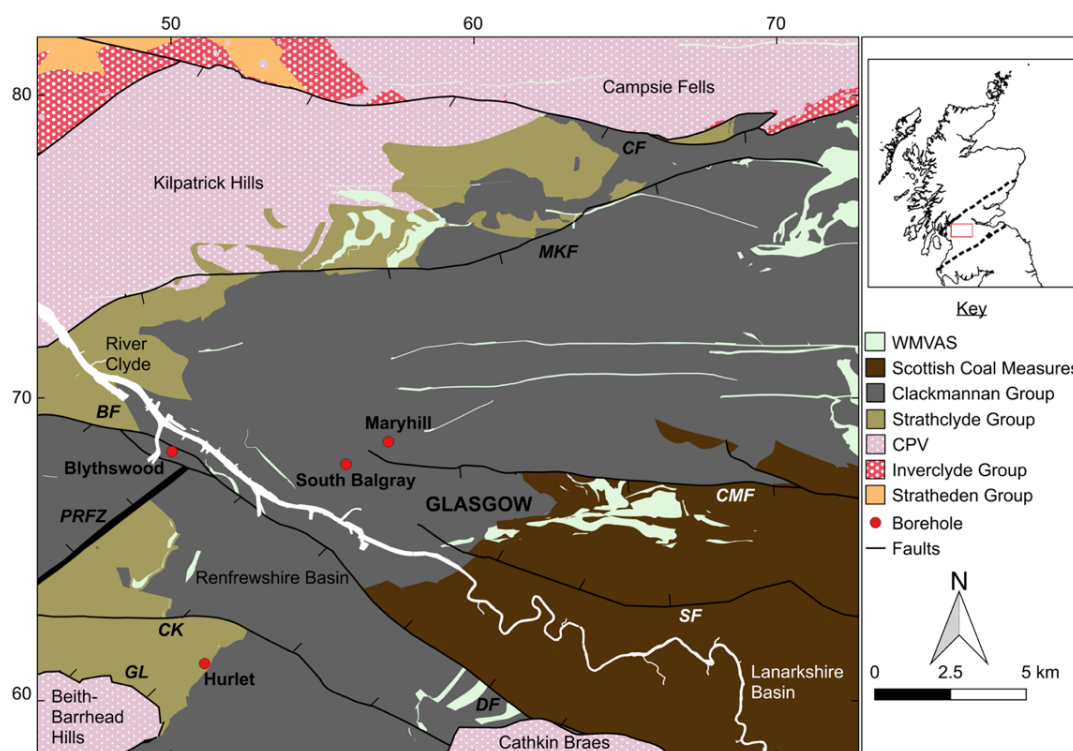 50
60
70
80
Campsie Fells
CF
Kilpatrick Hills
MKF
River
Clyde
70
BF
Maryhill
Blythswood
South Balgray
GLASGOW
CMF
PRFZ
Renfrewshire Basin
CK
SF
GL
Hurlet
Lanarkshire
Basin
60
Beith-
Barrhead
Hills
DF
Cathkin Braes
Key
WMVAS
Scottish Coal Measures
Clackmannan Group
Strathclyde Group
CPV
Inverclyde Group
Stratheden Group
Borehole
Faults
N
0 2.5 5 km